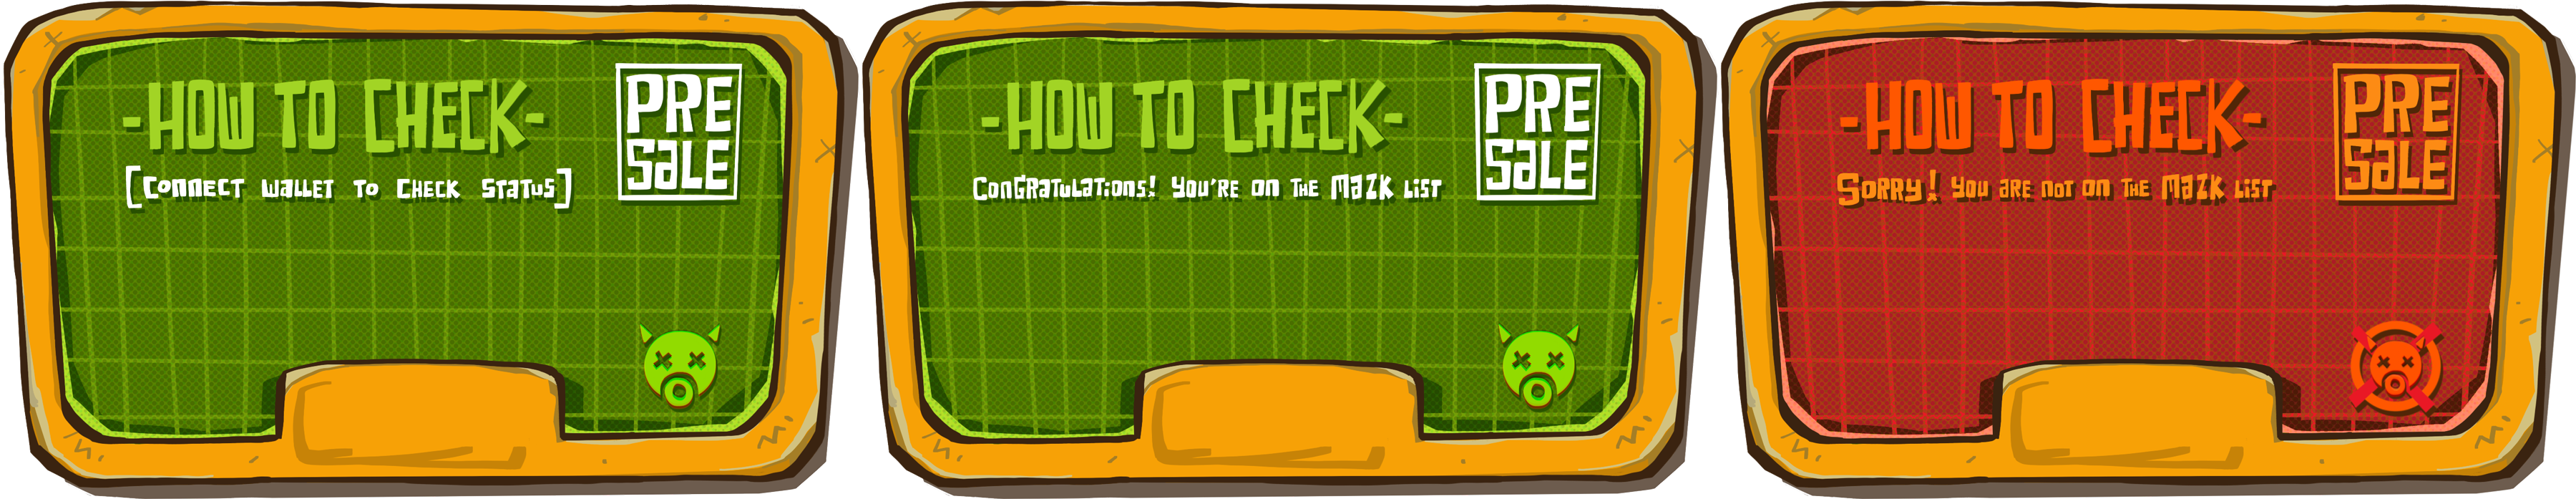 -HOW TO CHECK-
[CONNECT WALLET TO CHECK STATUS]
PRE
SALE
-HOW TO CHECK-
CONGRATULATIONS! YOU'RE ON THE MAZK LIST
PRE
SALE
-HOW TO CHECK-
SORRY! YOU ARE NOT ON THE MAZK LIST
PRE
SALE